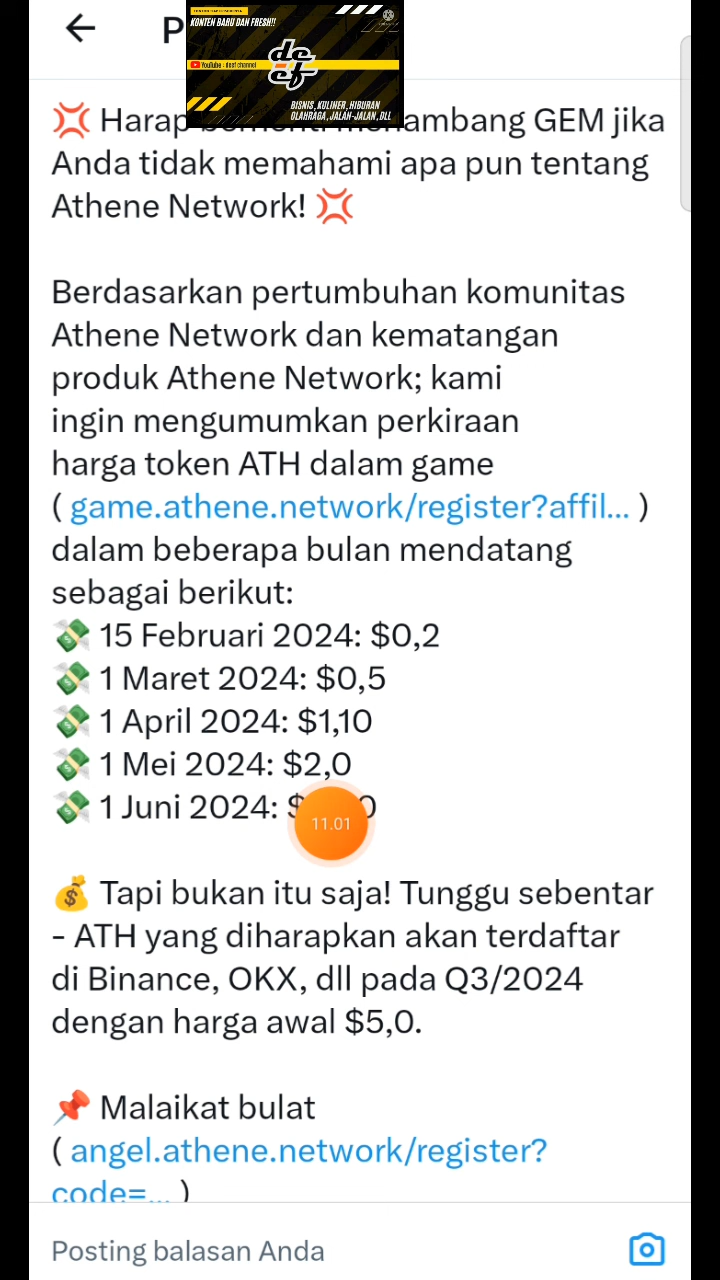 P
KONTEN BARU DAN FRESH!!
YouTube : deef channel
de
ef
BISNIS, KULINER, HIBURAN
OLAHRAGA, JALAN-JALAN, DLL
Harap jika
ambang GEM
Anda tidak memahami apa pun tentang
Athene Network!
Berdasarkan pertumbuhan komunitas
Athene Network dan kematangan
produk Athene Network; kami
ingin mengumumkan perkiraan
harga token ATH dalam game
( game.athene.network/register?affil... )
dalam beberapa bulan mendatang
sebagai berikut:
15 Februari 2024: $0,2
1 Maret 2024: $0,5
1 April 2024: $1,10
1 Mei 2024: $2,0
1 Juni 2024:
11.01
Tapi bukan itu saja! Tunggu sebentar
- ATH yang diharapkan akan terdaftar
di Binance, OKX, dll pada Q3/2024
dengan harga awal $5,0.
Malaikat bulat
( angel.athene.network/register?
code=... )
Posting balasan Anda